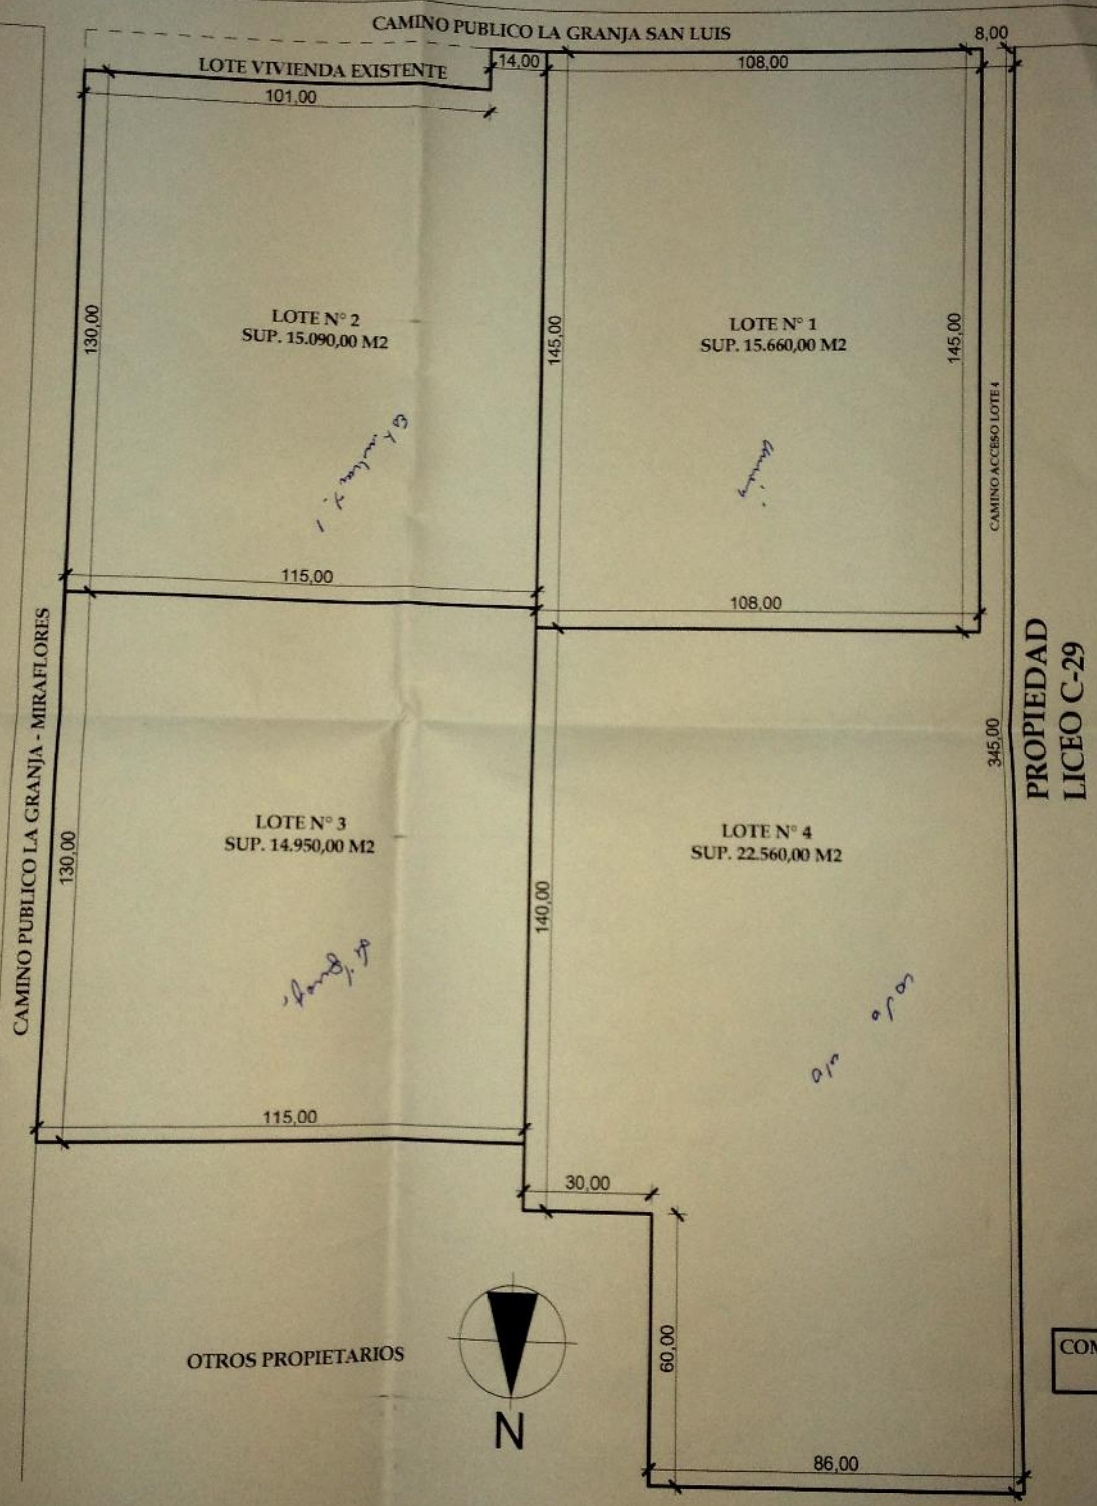 CAMINO PUBLICO LA GRANJA SAN LUIS
8,00
LOTE VIVIENDA EXISTENTE
14,00
108,00
101,00
130,00
LOTE N° 2
SUP. 15.090,00 M2
145,00
LOTE N° 1
SUP. 15.660,00 M2
145,00
CAMINO ACCESO LOTE 4
115,00
108,00
CAMINO PUBLICO LA GRANJA - MIRAFLORES
130,00
LOTE N° 3
SUP. 14.950,00 M2
140,00
LOTE N° 4
SUP. 22.560,00 M2
345,00
PROPIEDAD
LICEO C-29
115,00
30,00
OTROS PROPIETARIOS
N
60,00
86,00